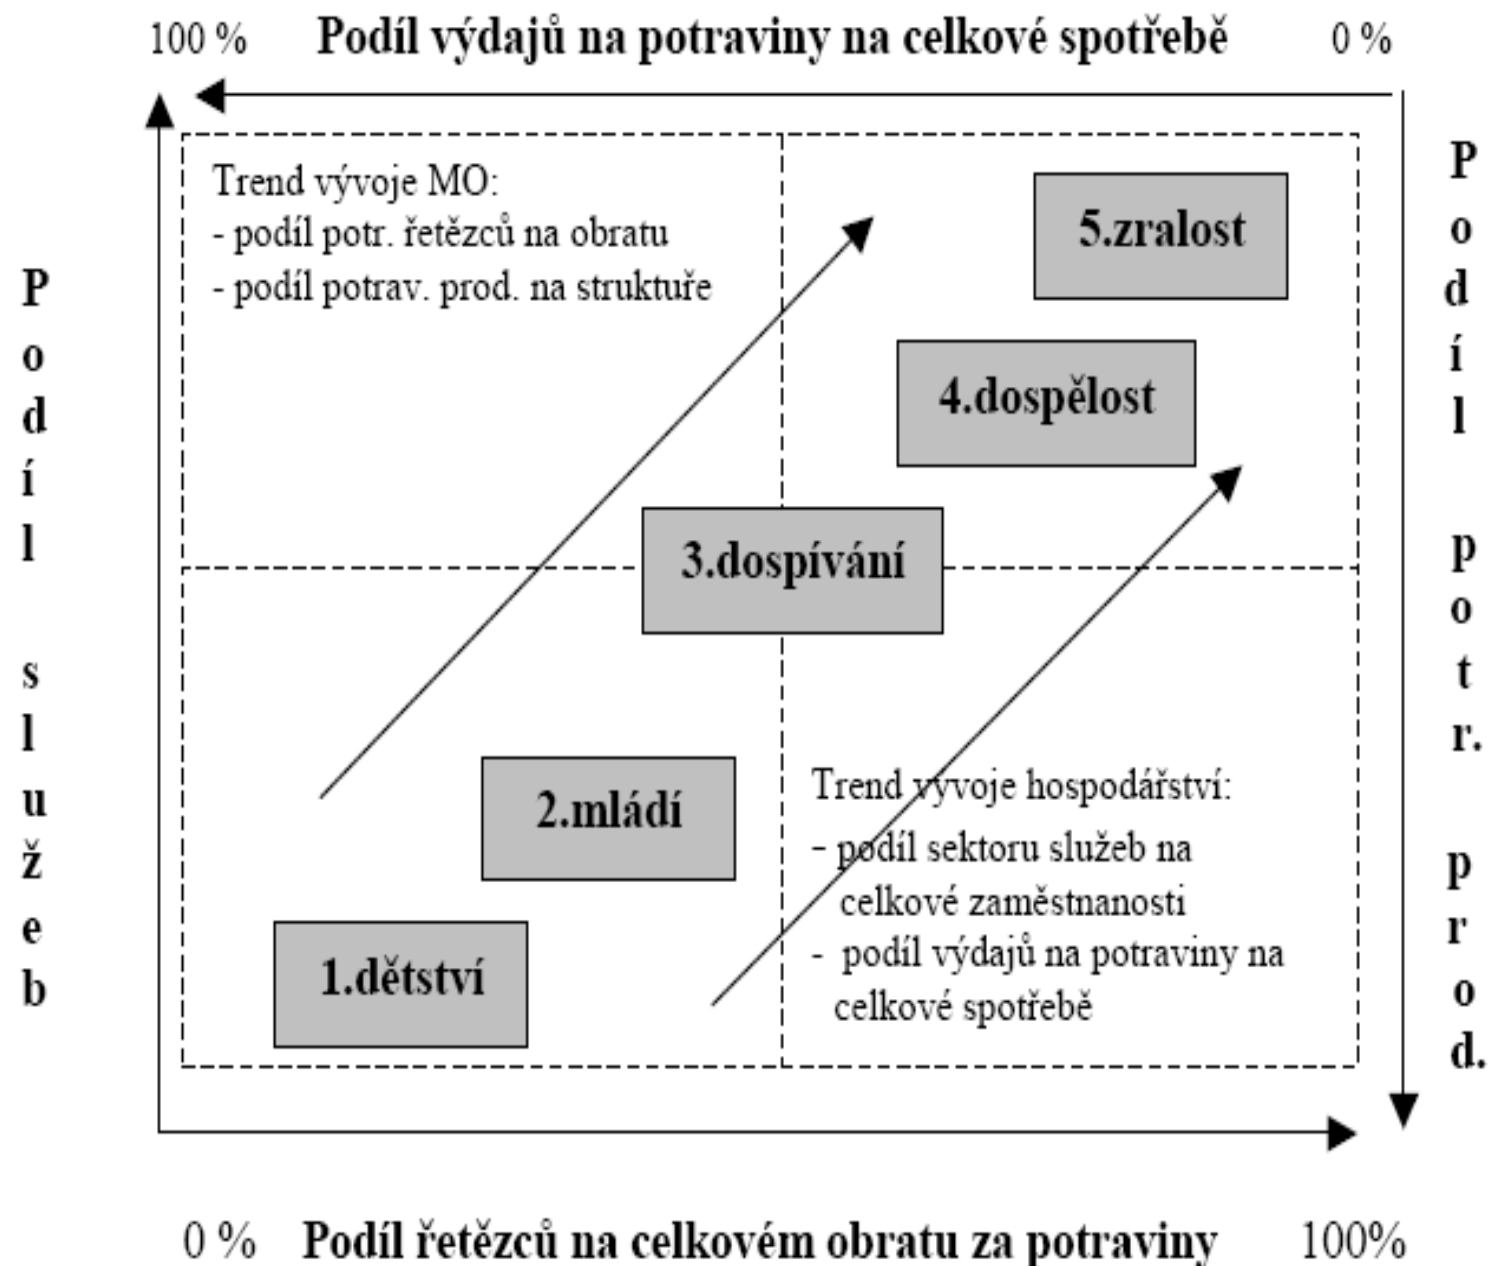 100 % Podíl výdajů na potraviny na celkové spotřebě 0 %
Podíl služeb
Trend vývoje MO:
- podíl potr. řetězců na obratu
- podíl potrav. prod. na struktuře
5.zralost
4.dospělost
3.dospívání
2.mládí
1.dětství
Trend vývoje hospodářství:
- podíl sektoru služeb na
celkové zaměstnanosti
- podíl výdajů na potraviny na
celkové spotřebě
Podíl potr. prod.
0 % Podíl řetězců na celkovém obratu za potraviny 100%